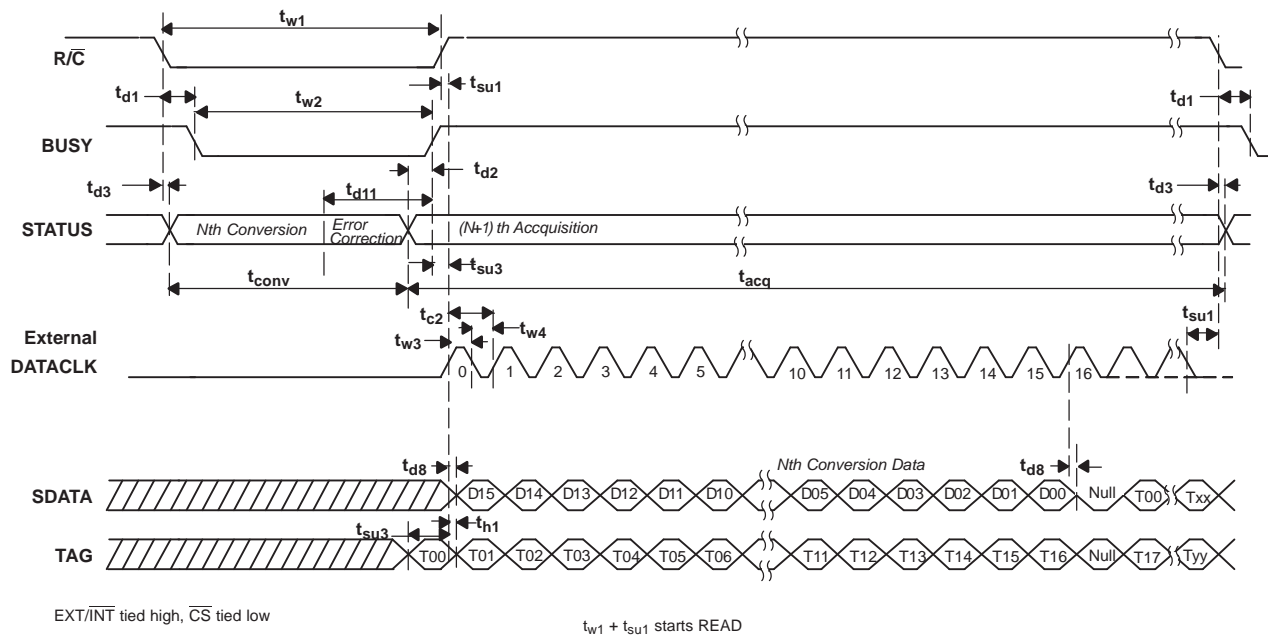 tw1
R/C
tsu1
td1
tw2
td1
BUSY
td2
td3
td11
td3
STATUS
Nth Conversion
Error Correction
(N+1) th Accquisition
tsu3
tconv
tacq
tc2
tsu1
External
tw3
tw4
DATACLK
0 1 2 3 4 5 10 11 12 13 14 15 16
Nth Conversion Data
td8
td8
SDATA
D15 D14 D13 D12 D11 D10 D05 D04 D03 D02 D01 D00 Null T00 Txx
tsu3
th1
TAG
T00 T01 T02 T03 T04 T05 T06 T11 T12 T13 T14 T15 T16 Null T17 Tyy
EXT/INT tied high, CS tied low
tw1 + tsu1 starts READ